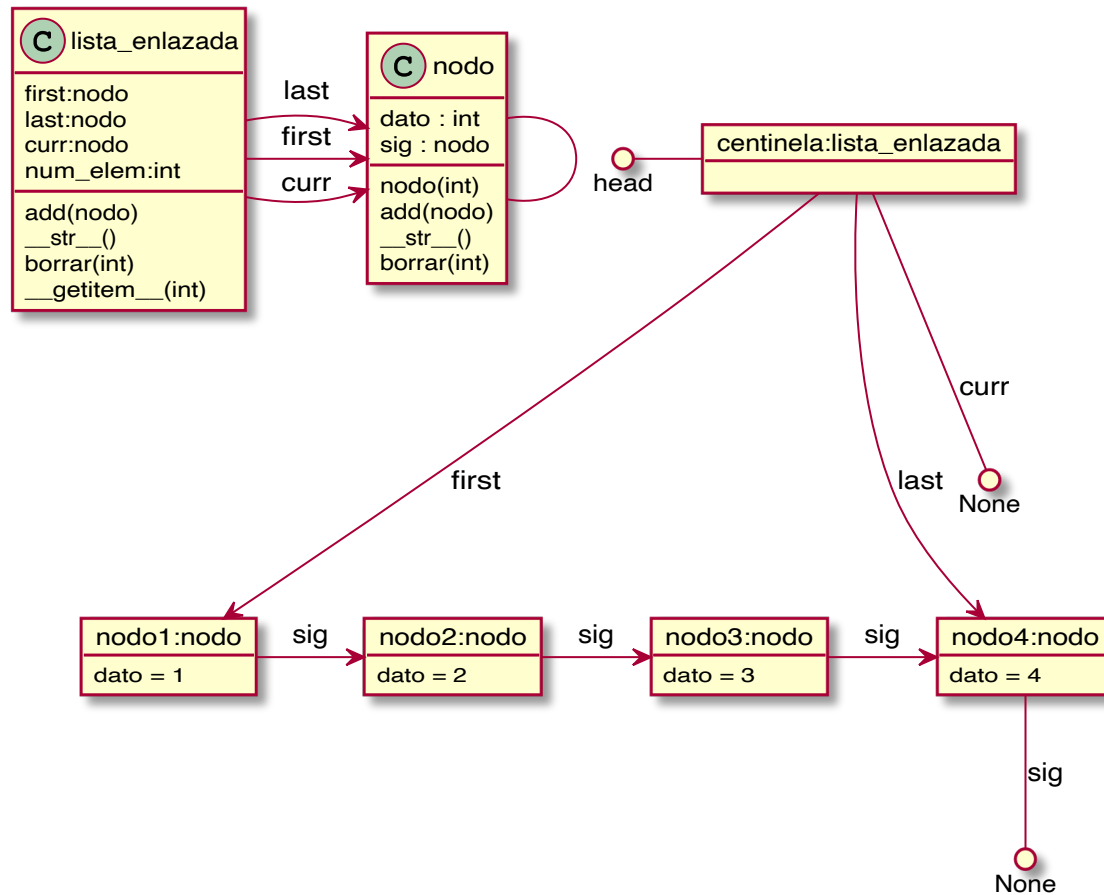 C lista_enlazada
first:nodo
last:nodo
curr:nodo
num_elem:int
add(nodo)
__str__()
borrar(int)
__getitem__(int)
last
first
curr
C nodo
dato : int
sig : nodo
nodo(int)
add(nodo)
__str__()
borrar(int)
head
centinela:lista_enlazada
curr
first
last
None
nodo1:nodo
dato = 1
sig
nodo2:nodo
dato = 2
sig
nodo3:nodo
dato = 3
sig
nodo4:nodo
dato = 4
sig
None